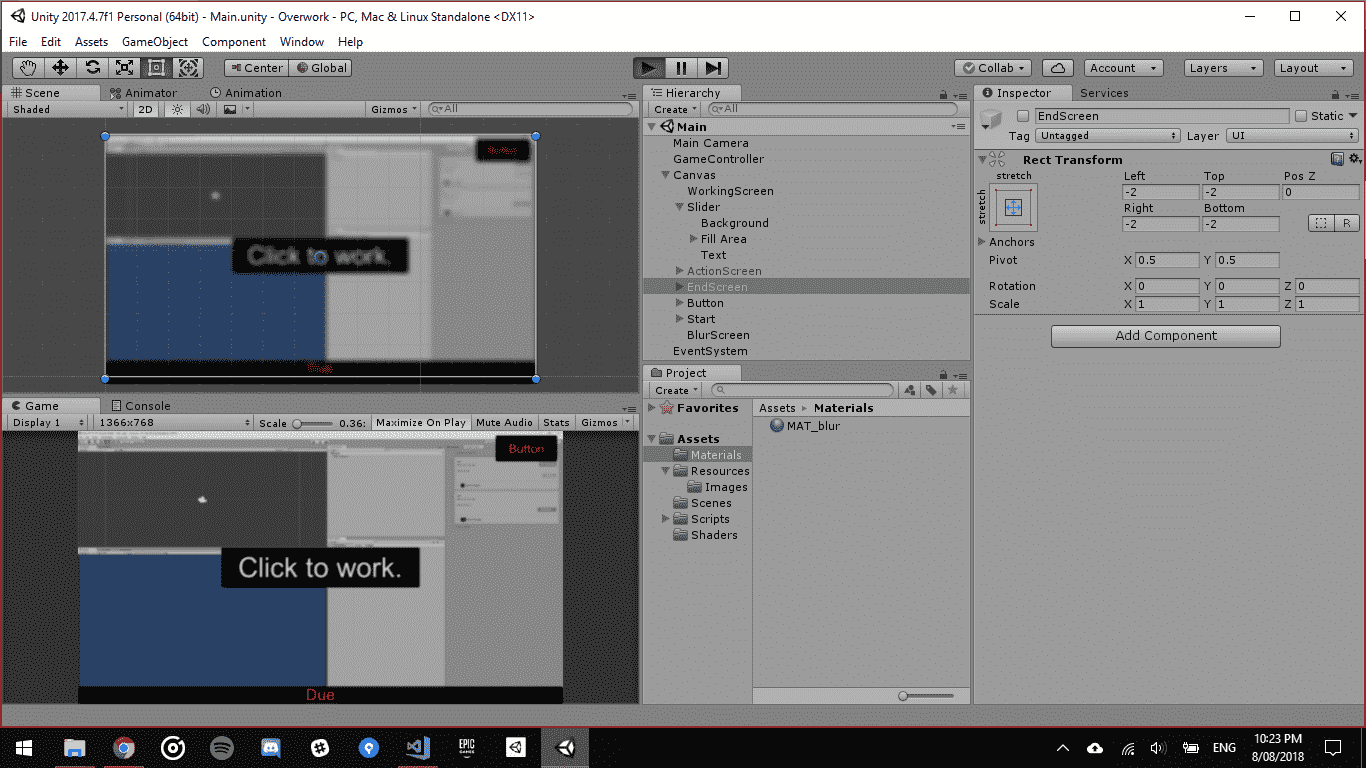 Unity 2017.4.7f1 Personal (64bit) - Main.unity - Overwork - PC, Mac & Linux Standalone <DX11>
File Edit Assets GameObject Component Window Help
Center Global Collab Account Layers Layout
Scene Animator Animation
Shaded 2D Gizmos All
Click to work.
Game Console
Display 1 1366x768 Scale 0.36: Maximize On Play Mute Audio Stats Gizmos
Button
Click to work.
Due
Hierarchy
Create All
Main
Main Camera
GameController
Canvas
WorkingScreen
Slider
Background
Fill Area
Text
ActionScreen
EndScreen
Button
Start
BlurScreen
EventSystem
Project
Create
Favorites
Assets
Materials
Resources
Images
Scenes
Scripts
Shaders
Assets Materials
MAT_blur
Inspector Services
EndScreen Static
Tag Untagged Layer UI
Rect Transform
stretch Left Top Pos Z
stretch -2 -2 0
Right Bottom
-2 -2 R
Anchors
Pivot X 0.5 Y 0.5
Rotation X 0 Y 0 Z 0
Scale X 1 Y 1 Z 1
Add Component
EPIC GAMES
ENG
10:23 PM
8/08/2018